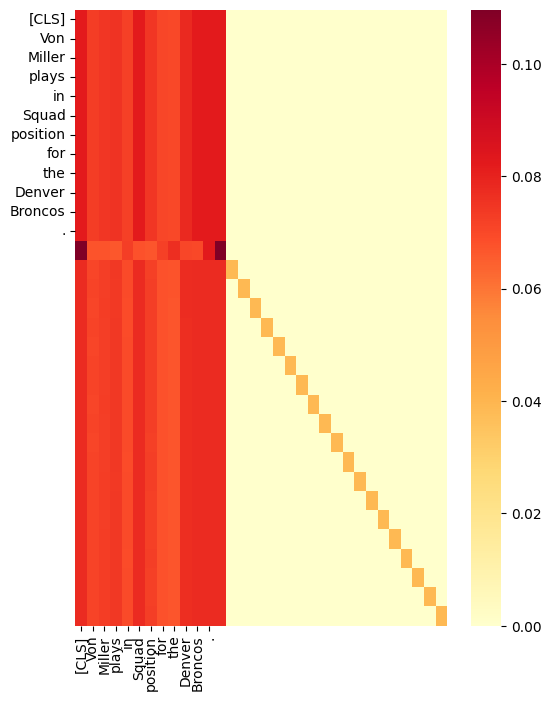 [CLS]
Von
Miller
plays
in
Squad
position
for
the
Denver
Broncos
.
0.10
0.08
0.06
0.04
0.02
0.00
[CLS]
Von
Miller
plays
in
Squad
position
for
the
Denver
Broncos
.